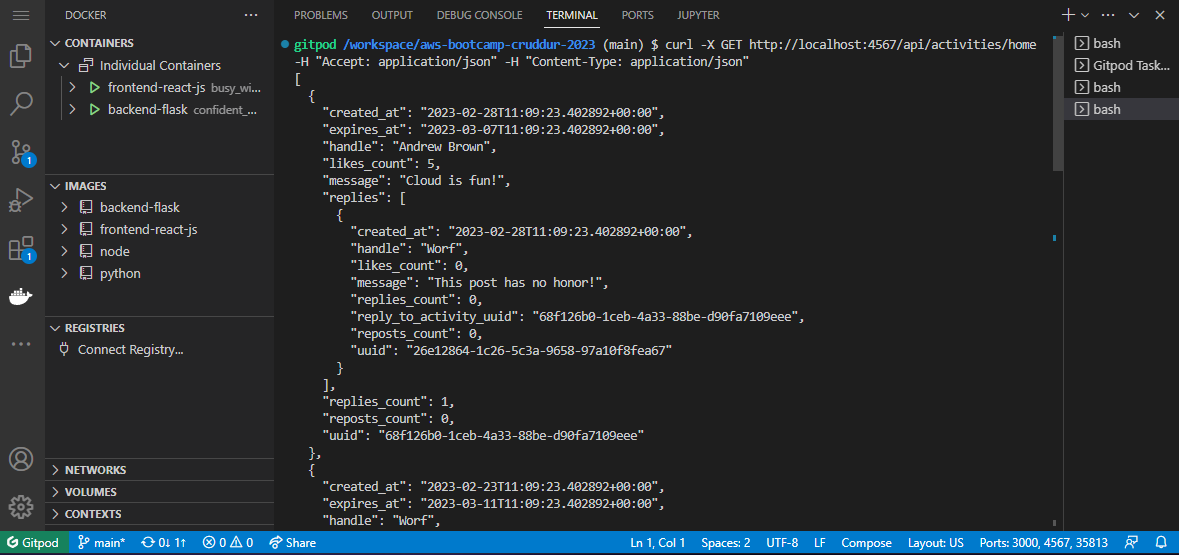 DOCKER
CONTAINERS
Individual Containers
frontend-react-js busy_wi...
backend-flask confident_...
IMAGES
backend-flask
frontend-react-js
node
python
REGISTRIES
Connect Registry...
NETWORKS
VOLUMES
CONTEXTS
1
1
PROBLEMS OUTPUT DEBUG CONSOLE TERMINAL PORTS JUPYTER
gitpod /workspace/aws-bootcamp-cruddur-2023 (main) $ curl -X GET http://localhost:4567/api/activities/home
-H "Accept: application/json" -H "Content-Type: application/json"
[
{
"created_at": "2023-02-28T11:09:23.402892+00:00",
"expires_at": "2023-03-07T11:09:23.402892+00:00",
"handle": "Andrew Brown",
"likes_count": 5,
"message": "Cloud is fun!",
"replies": [
{
"created_at": "2023-02-28T11:09:23.402892+00:00",
"handle": "Worf",
"likes_count": 0,
"message": "This post has no honor!",
"replies_count": 0,
"reply_to_activity_uuid": "68f126b0-1ceb-4a33-88be-d90fa7109eee",
"reposts_count": 0,
"uuid": "26e12864-1c26-5c3a-9658-97a10f8fea67"
}
],
"replies_count": 1,
"reposts_count": 0,
"uuid": "68f126b0-1ceb-4a33-88be-d90fa7109eee"
},
{
"created_at": "2023-02-23T11:09:23.402892+00:00",
"expires_at": "2023-03-11T11:09:23.402892+00:00",
"handle": "Worf",
bash
Gitpod Task...
bash
bash
Gitpod main* 0↓ 1↑ 0 0 Share Ln 1, Col 1 Spaces: 2 UTF-8 LF Compose Layout: US Ports: 3000, 4567, 35813